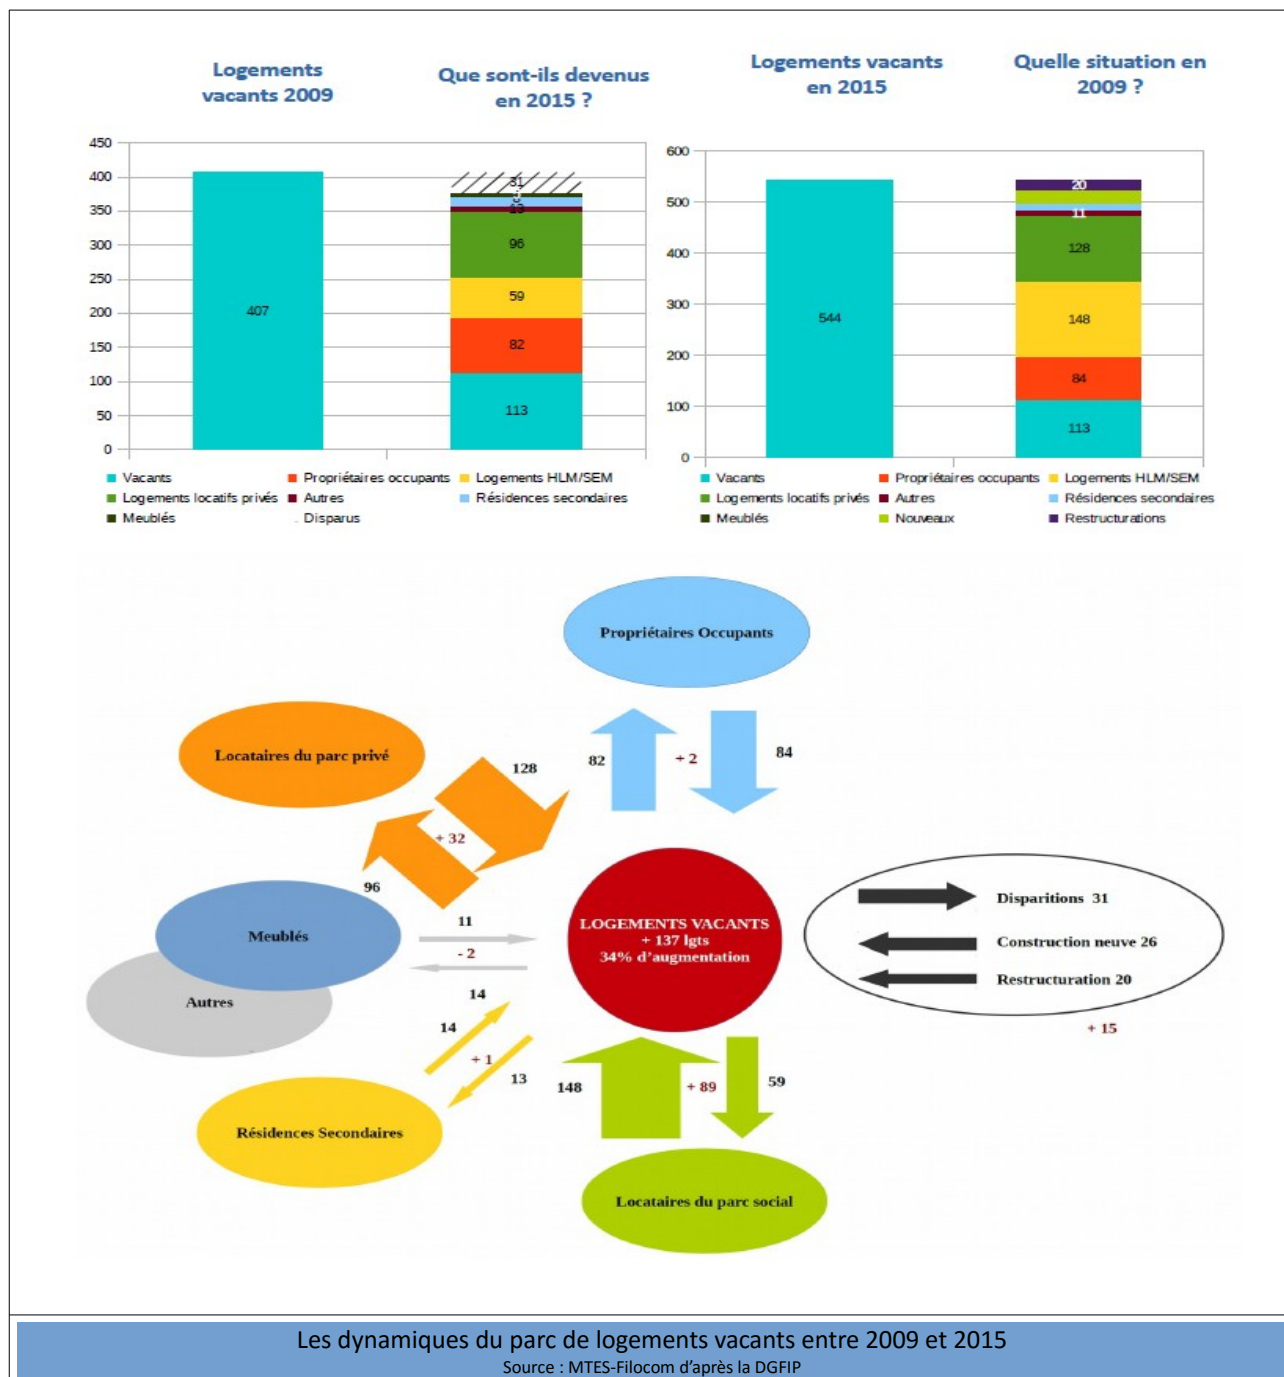 Logements
vacants 2009
Que sont-ils devenus
en 2015 ?
Logements vacants
en 2015
Quelle situation en
2009 ?
450
400
350
300
250
200
150
100
50
0
407
31
13
96
59
82
113
Vacants
Propriétaires occupants
Logements HLM/SEM
Logements locatifs privés
Autres
Résidences secondaires
Meublés
Disparus
600
500
400
300
200
100
0
544
20
11
128
148
84
113
Vacants
Propriétaires occupants
Logements HLM/SEM
Logements locatifs privés
Autres
Résidences secondaires
Meublés
Nouveaux
Restructurations
Propriétaires Occupants
82
+ 2
84
Locataires du parc privé
128
+ 32
96
Meublés
Autres
11
- 2
14
LOGEMENTS VACANTS
+ 137 lgts
34% d'augmentation
Disparitions 31
Construction neuve 26
Restructuration 20
+ 15
14
+ 1
13
Résidences Secondaires
148
+ 89
59
Locataires du parc social
Les dynamiques du parc de logements vacants entre 2009 et 2015
Source : MTES-Filocom d'après la DGFIP